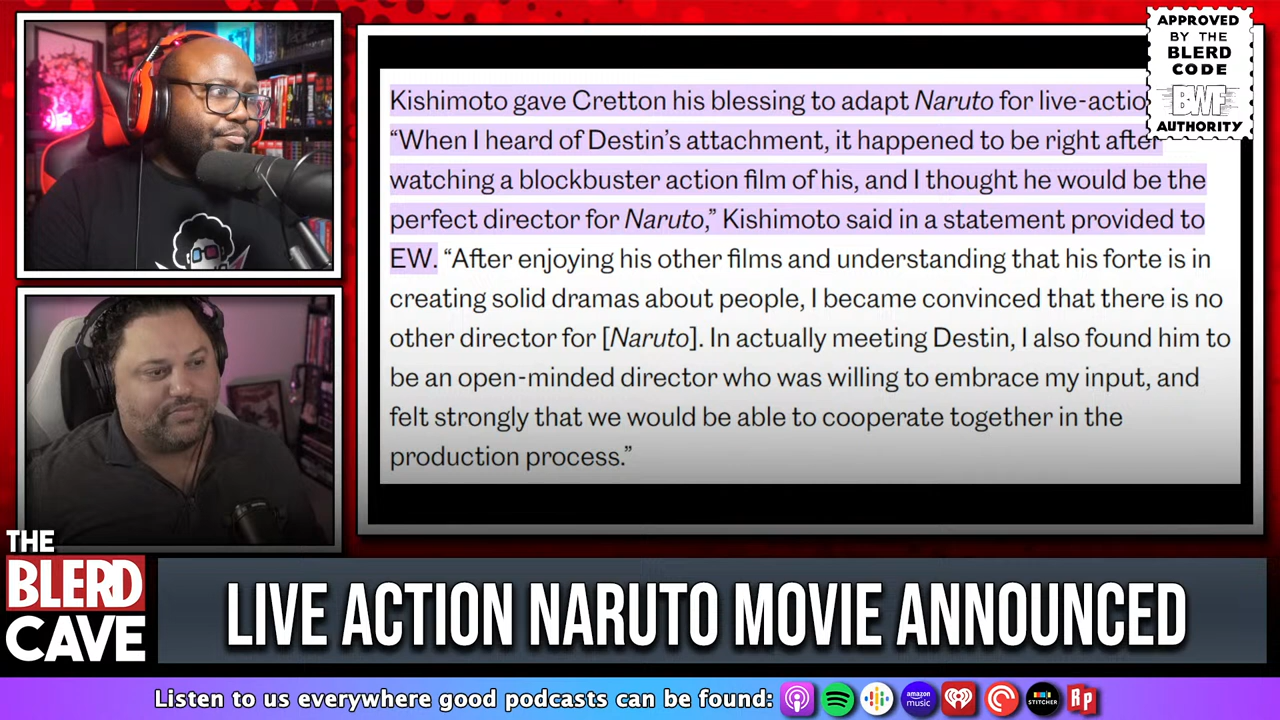 APPROVED
BY THE
BLERD
CODE
BWF
AUTHORITY
Kishimoto gave Cretton his blessing to adapt Naruto for live-actio
“When I heard of Destin’s attachment, it happened to be right after
watching a blockbuster action film of his, and I thought he would be the
perfect director for Naruto,” Kishimoto said in a statement provided to
EW. “After enjoying his other films and understanding that his forte is in
creating solid dramas about people, I became convinced that there is no
other director for [Naruto]. In actually meeting Destin, I also found him to
be an open-minded director who was willing to embrace my input, and
felt strongly that we would be able to cooperate together in the
production process.”
THE
BLERD
CAVE
LIVE ACTION NARUTO MOVIE ANNOUNCED
Listen to us everywhere good podcasts can be found:
amazon
music
STITCHER
RP